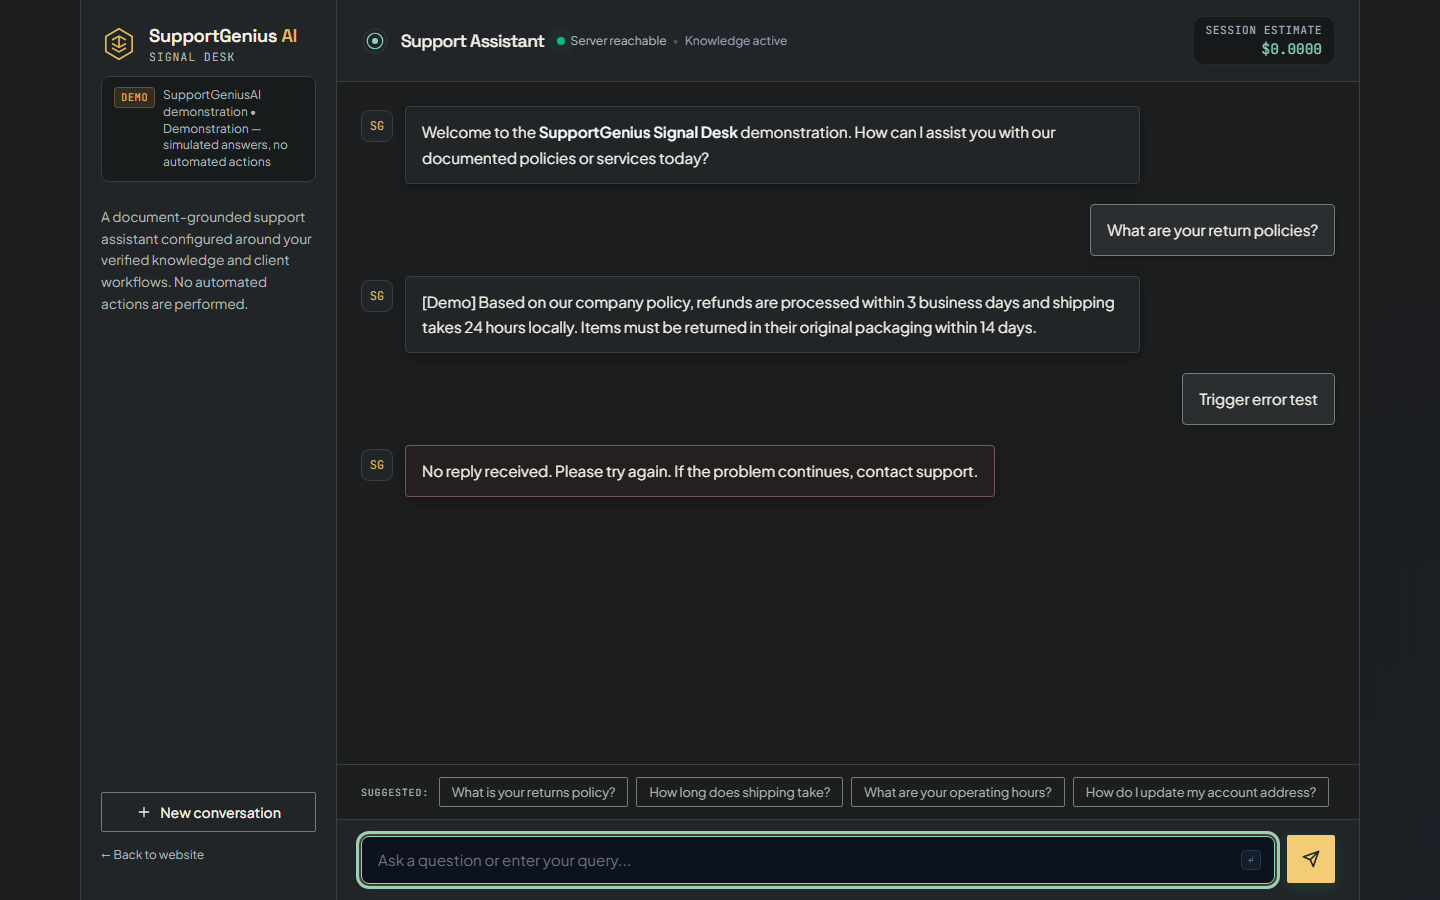 SupportGenius AI
SIGNAL DESK
DEMO
SupportGeniusAI
demonstration •
Demonstration —
simulated answers, no
automated actions
A document-grounded support
assistant configured around your
verified knowledge and client
workflows. No automated
actions are performed.
+ New conversation
← Back to website
Support Assistant
Server reachable • Knowledge active
SESSION ESTIMATE
$0.0000
SG
Welcome to the SupportGenius Signal Desk demonstration. How can I assist you with our
documented policies or services today?
What are your return policies?
SG
[Demo] Based on our company policy, refunds are processed within 3 business days and shipping
takes 24 hours locally. Items must be returned in their original packaging within 14 days.
Trigger error test
SG
No reply received. Please try again. If the problem continues, contact support.
SUGGESTED:
What is your returns policy?
How long does shipping take?
What are your operating hours?
How do I update my account address?
Ask a question or enter your query...
↵